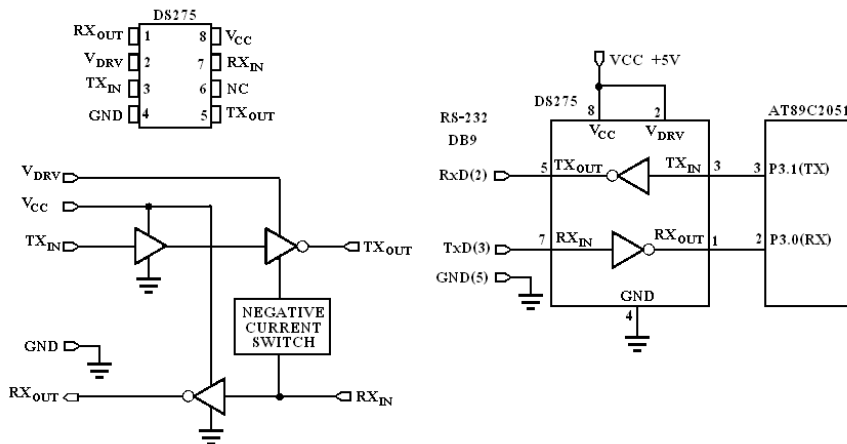 DS275
RXOUT 1 8 VCC
VDRV 2 7 RXIN
TXIN 3 6 NC
GND 4 5 TXOUT
VDRV
VCC
TXIN
TXOUT
NEGATIVE
CURRENT
SWITCH
GND
RXOUT
RXIN
VCC +5V
RS-232
DB9
DS275
8 2
VCC VDRV
AT89C2051
RxD(2) 5 TXOUT TXIN 3 3 P3.1(TX)
TxD(3) 7 RXIN RXOUT 1 2 P3.0(RX)
GND(5)
GND
4